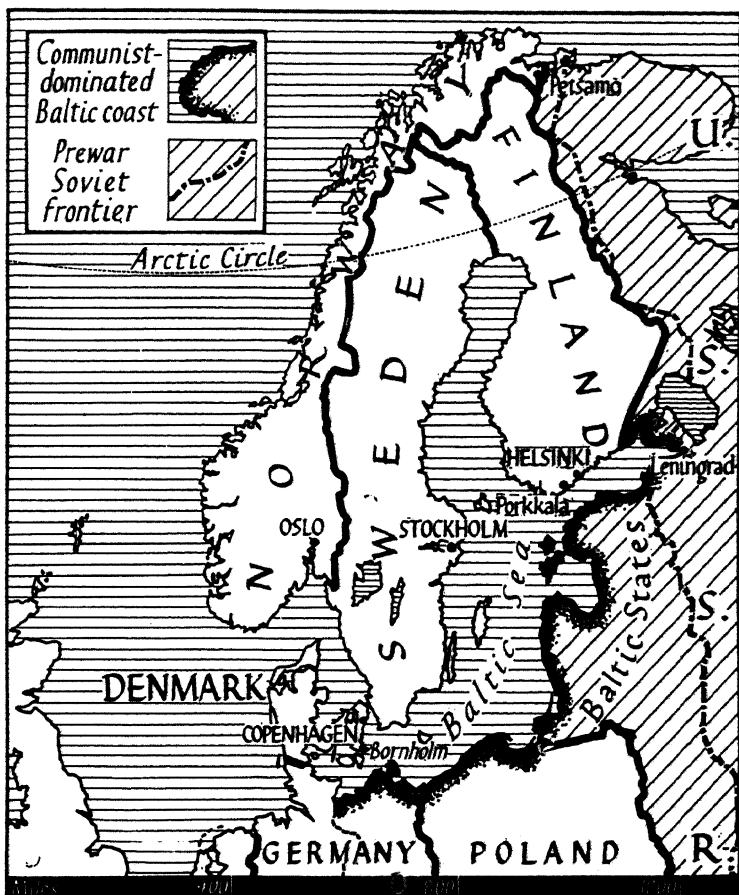 Communist-
dominated
Baltic coast
Prewar
Soviet
frontier
Petsamo
U.
Arctic Circle
NORWAY
SWEDEN
FINLAND
S.
HELSINKI
Leningrad
Porkkala
OSLO
STOCKHOLM
Baltic Sea
Baltic States
S.
DENMARK
COPENHAGEN
Bornholm
GERMANY
POLAND
R.
Miles